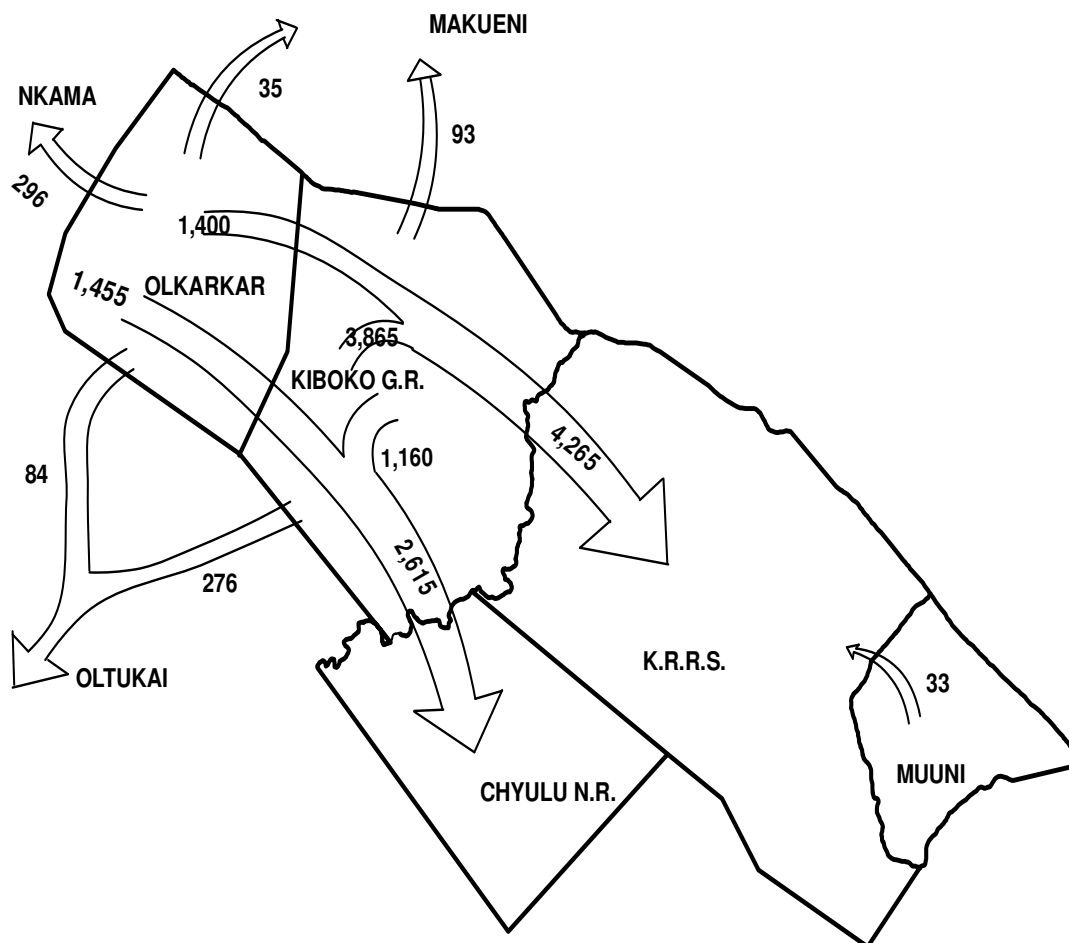 MAKUENI
35
NKAMA
93
296
1,400
OLKARKAR
1,455
3,865
KIBOKO G.R.
4,265
1,160
84
2,615
276
K.R.R.S.
OLTUKAI
33
MUUNI
CHYULU N.R.